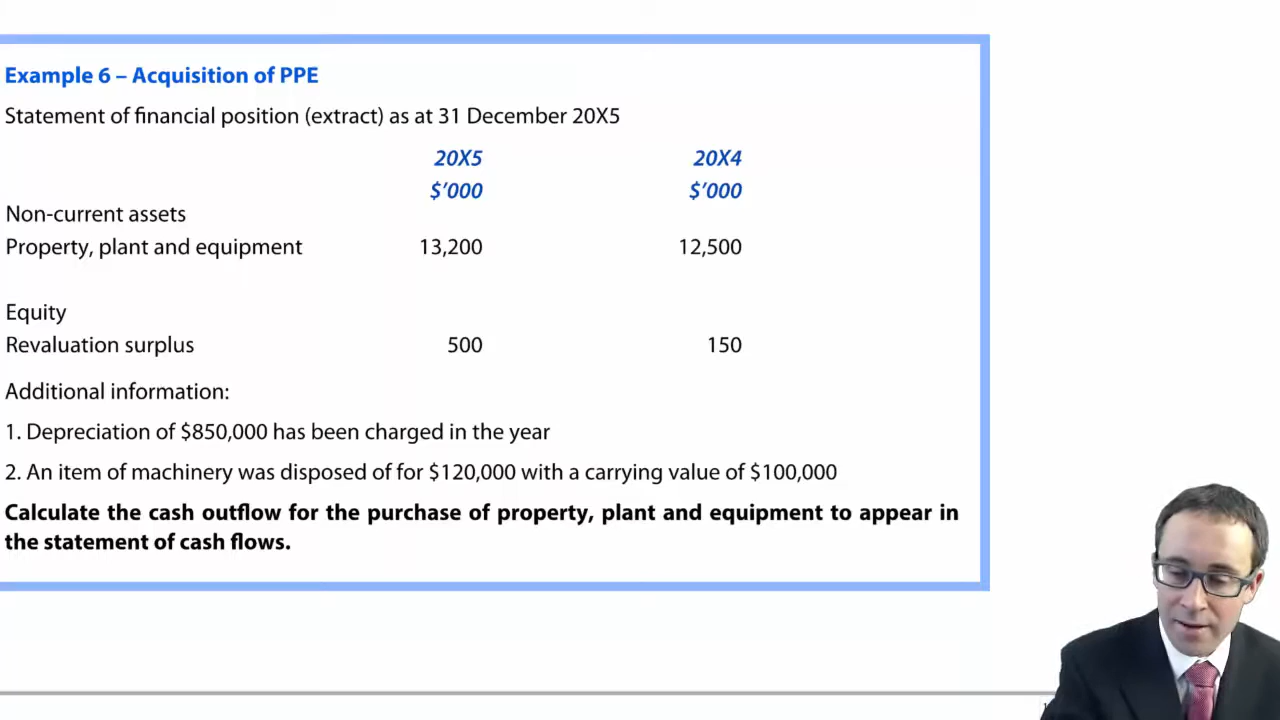 Example 6 – Acquisition of PPE
Statement of financial position (extract) as at 31 December 20X5
20X5 20X4
$’000 $’000
Non-current assets
Property, plant and equipment 13,200 12,500
Equity
Revaluation surplus 500 150
Additional information:
1. Depreciation of $850,000 has been charged in the year
2. An item of machinery was disposed of for $120,000 with a carrying value of $100,000
Calculate the cash outflow for the purchase of property, plant and equipment to appear in
the statement of cash flows.